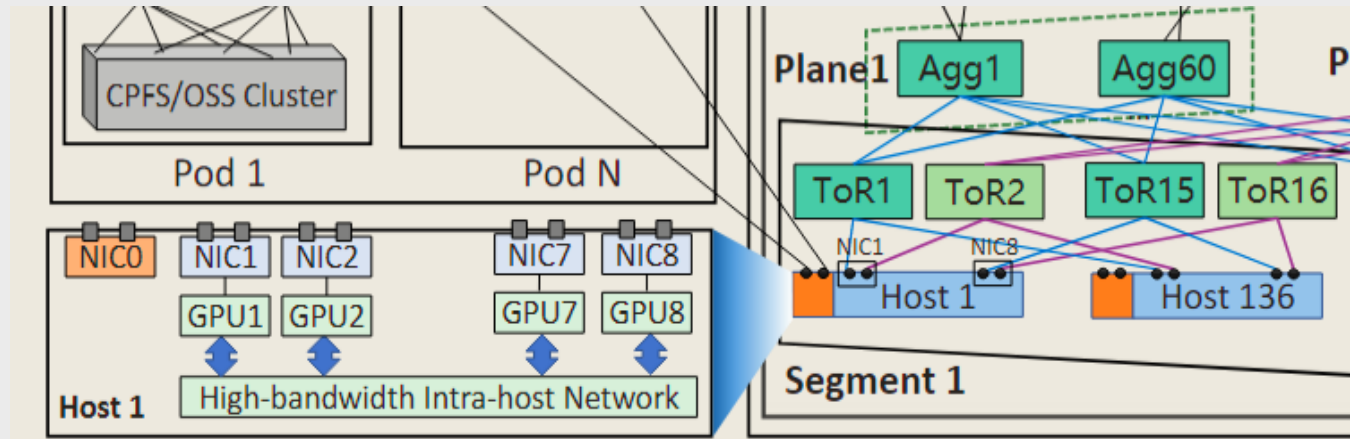 CPFS/OSS Cluster
Pod 1
Pod N
NIC0
NIC1
NIC2
NIC7
NIC8
GPU1
GPU2
GPU7
GPU8
High-bandwidth Intra-host Network
Host 1
Plane1
Agg1
Agg60
P
ToR1
ToR2
ToR15
ToR16
NIC1
NIC8
Host 1
Host 136
Segment 1